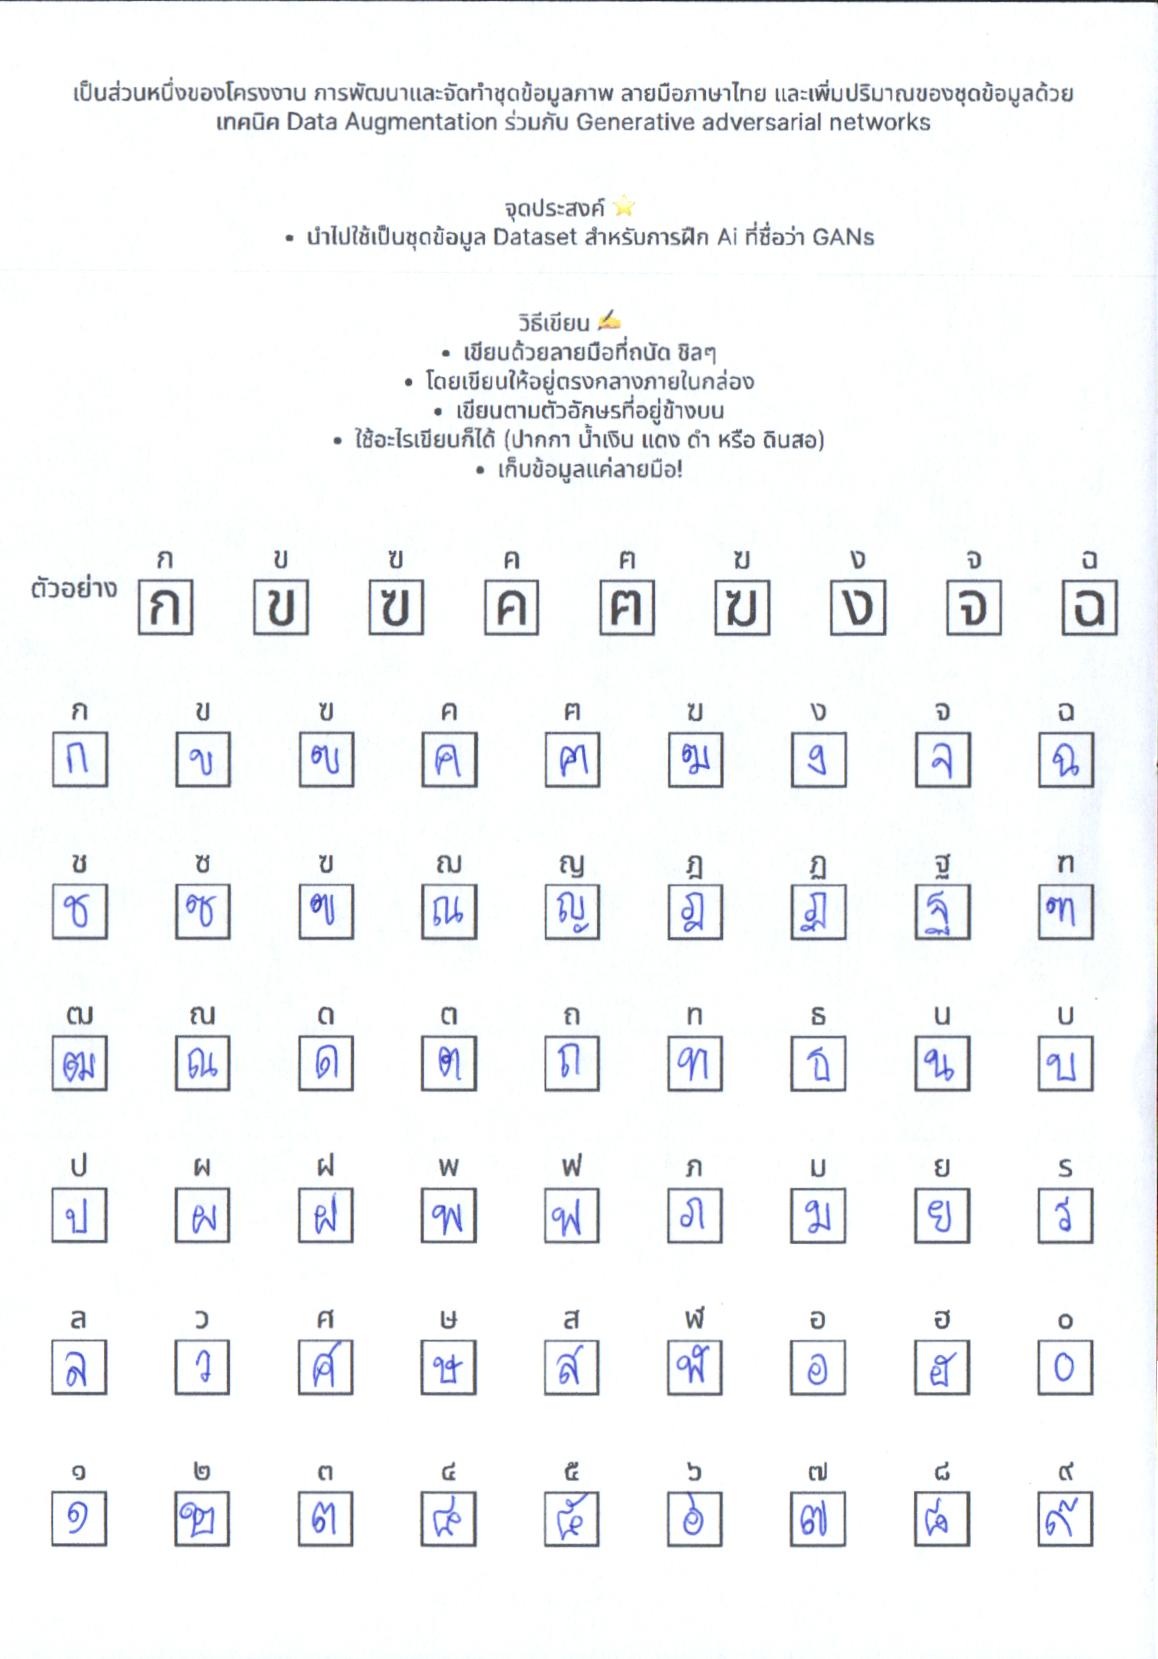 เป็นส่วนหนึ่งของโครงงาน การพัฒนาและจัดทำชุดข้อมูลภาพ ลายมือภาษาไทย และเพิ่มปริมาณของชุดข้อมูลด้วย
เทคนิค Data Augmentation ร่วมกับ Generative adversarial networks
จุดประสงค์ ⭐
• นำไปใช้เป็นชุดข้อมูล Dataset สำหรับการฝึก Ai ที่ชื่อว่า GANs
วิธีเขียน ✍
• เขียนด้วยลายมือที่ถนัด ชิลๆ
• โดยเขียนให้อยู่ตรงกลางภายในกล่อง
• เขียนตามตัวอักษรที่อยู่ข้างบน
• ใช้อะไรเขียนก็ได้ (ปากกา น้ำเงิน แดง ดำ หรือ ดินสอ)
• เก็บข้อมูลแค่ลายมือ!
ก ข ฃ ค ฅ ฆ ง จ ฉ
ตัวอย่าง ก ข ฃ ค ฅ ฆ ง จ ฉ
ก ข ฃ ค ฅ ฆ ง จ ฉ
ก ข ฃ ค ฅ ฆ ง จ ฉ
ช ซ ฃ ฌ ญ ฎ ฏ ฐ ฑ
ช ซ ฃ ฌ ญ ฎ ฏ ฐ ฑ
ฒ ณ ด ต ถ ท ธ น บ
ฒ ณ ด ต ถ ท ธ น บ
ป ผ ฝ พ ฟ ภ ม ย ร
ป ผ ฝ พ ฟ ภ ม ย ร
ล ว ศ ษ ส ฬ อ ฮ ๐
ล ว ศ ษ ส ฬ อ ฮ ๐
๑ ๒ ๓ ๔ ๕ ๖ ๗ ๘ ๙
๑ ๒ ๓ ๔ ๕ ๖ ๗ ๘ ๙